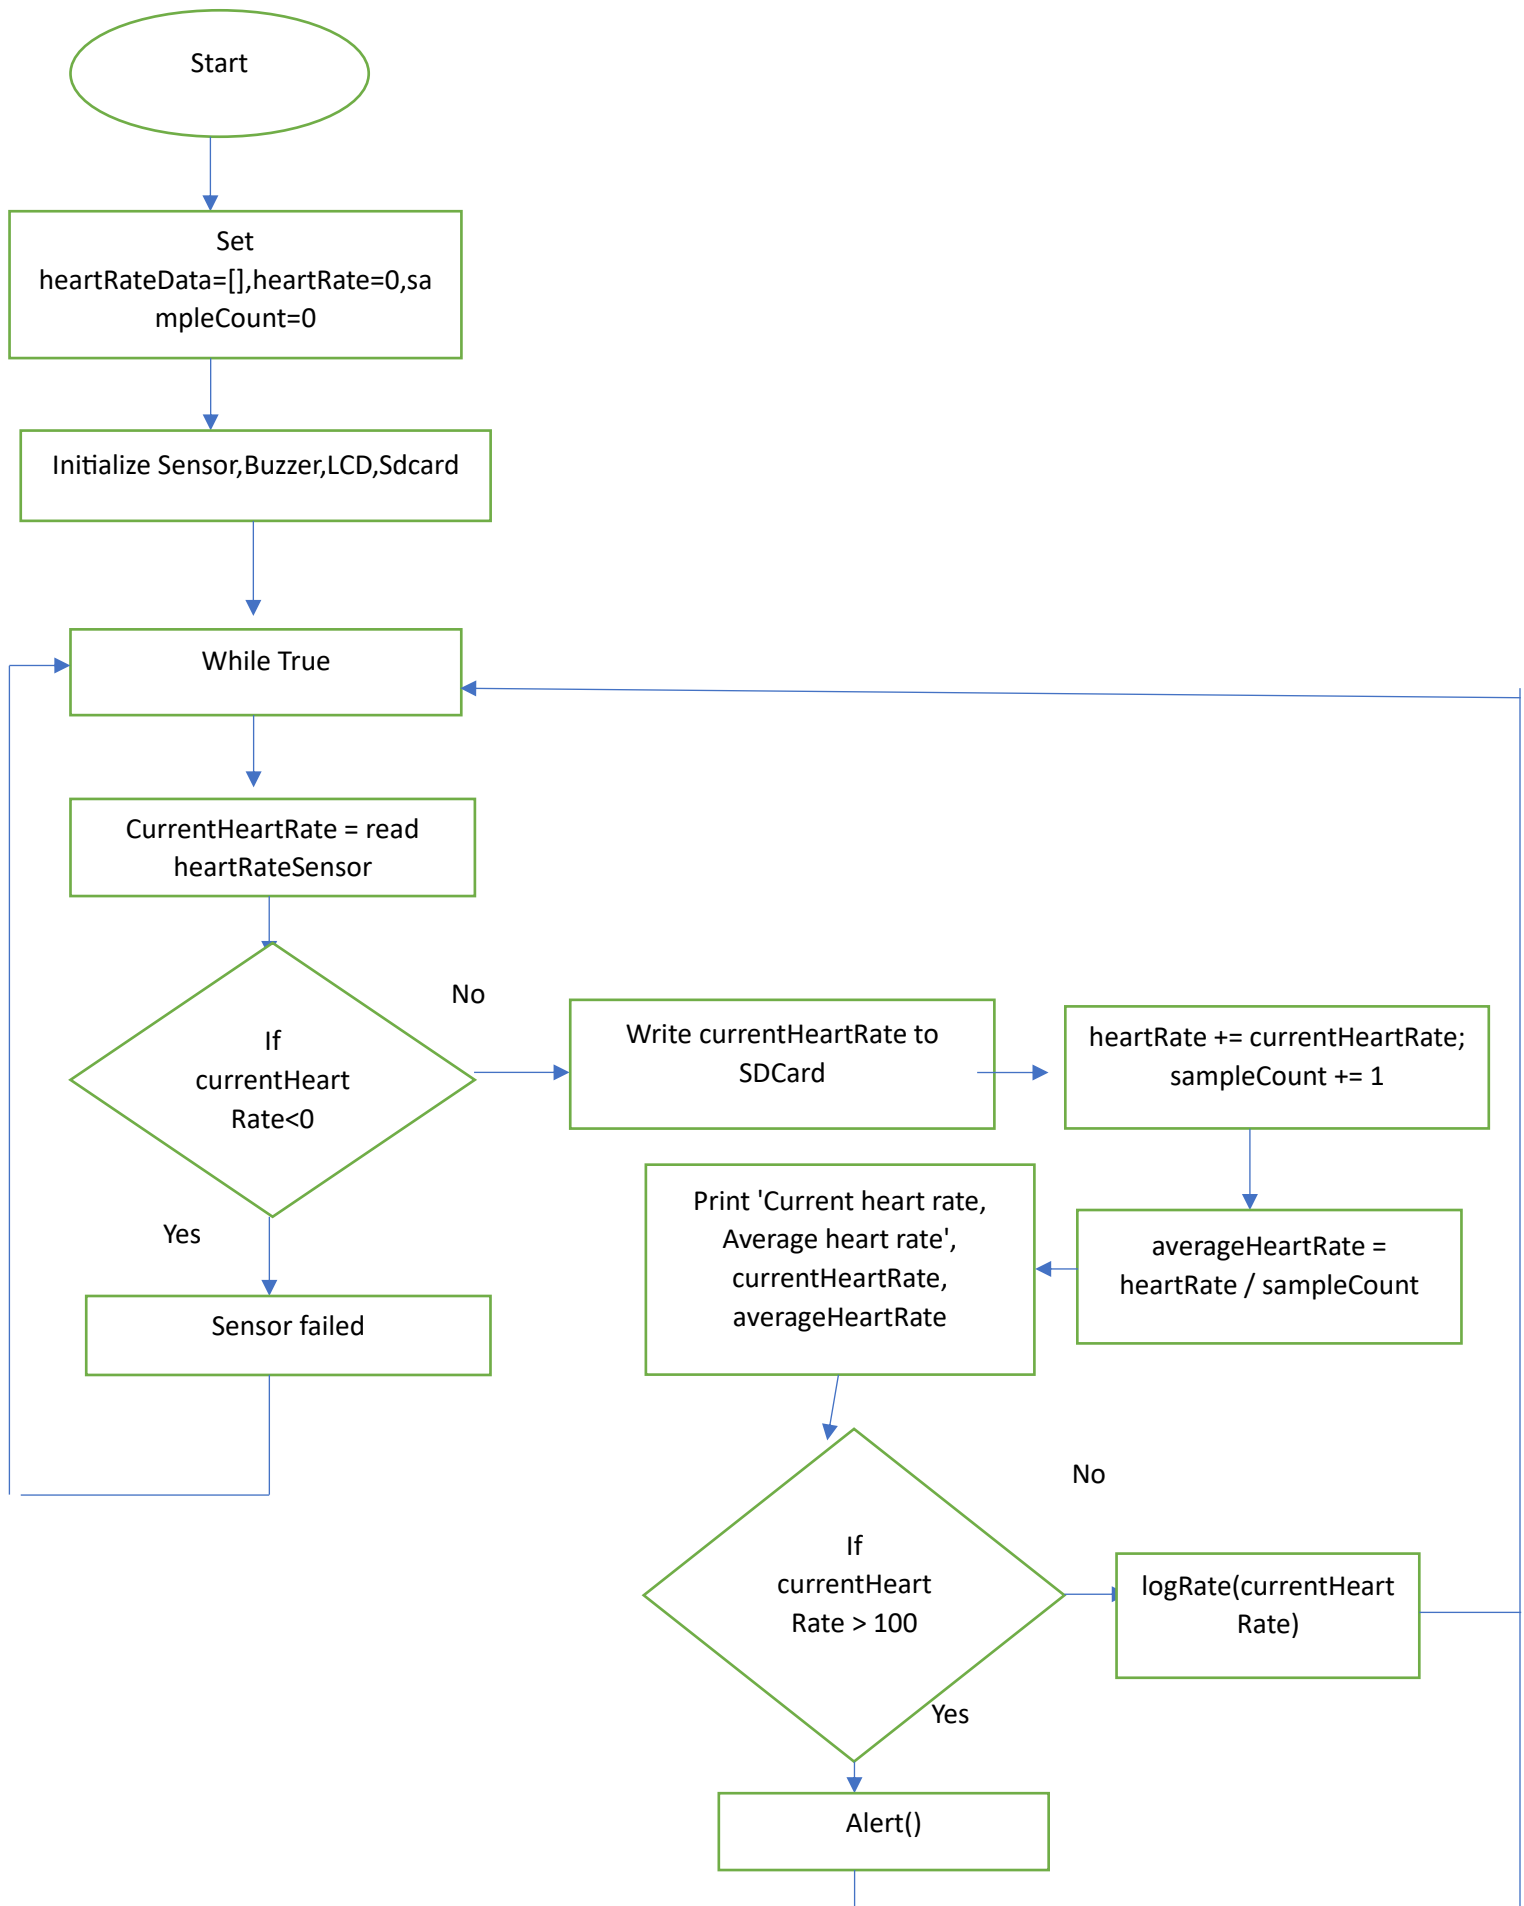 Start
Set
heartRateData=[],heartRate=0,sa
mpleCount=0
Initialize Sensor,Buzzer,LCD,Sdcard
While True
CurrentHeartRate = read
heartRateSensor
If
currentHeart
Rate<0
No
Write currentHeartRate to
SDCard
heartRate += currentHeartRate;
sampleCount += 1
averageHeartRate =
heartRate / sampleCount
Print 'Current heart rate,
Average heart rate',
currentHeartRate,
averageHeartRate
Yes
Sensor failed
If
currentHeart
Rate > 100
No
logRate(currentHeart
Rate)
Yes
Alert()